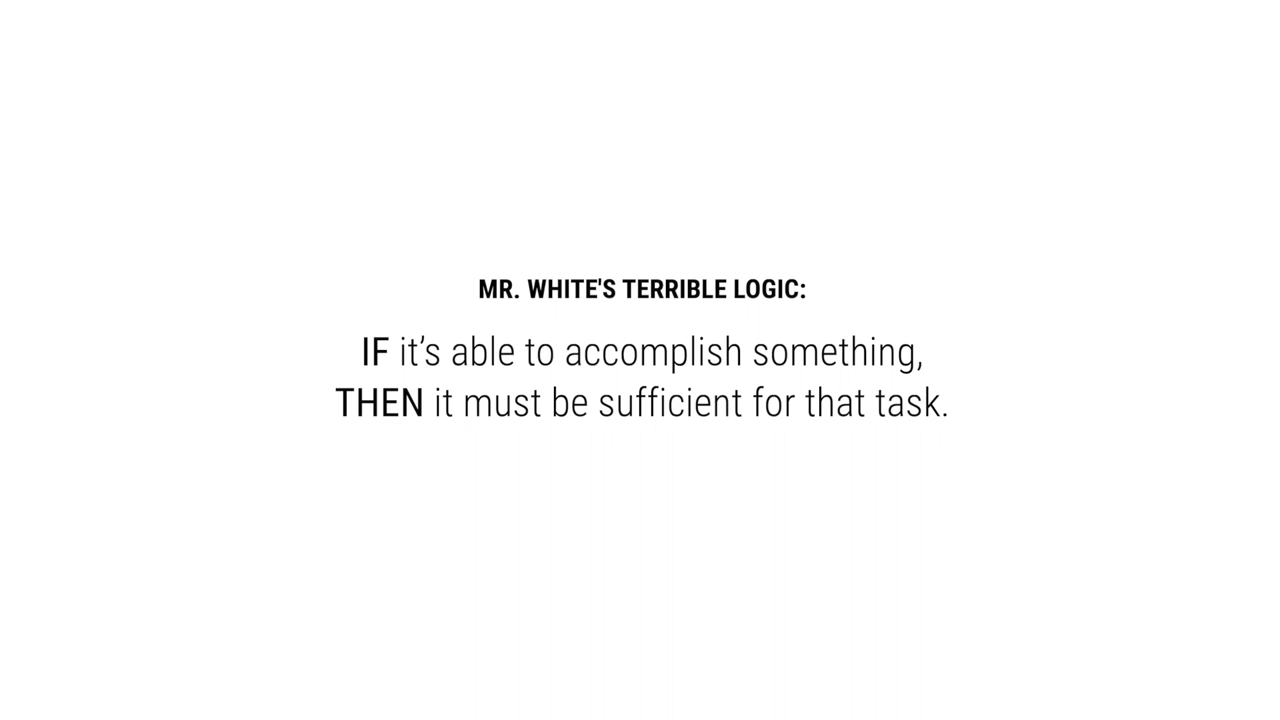 MR. WHITE'S TERRIBLE LOGIC:
IF it’s able to accomplish something,
THEN it must be sufficient for that task.